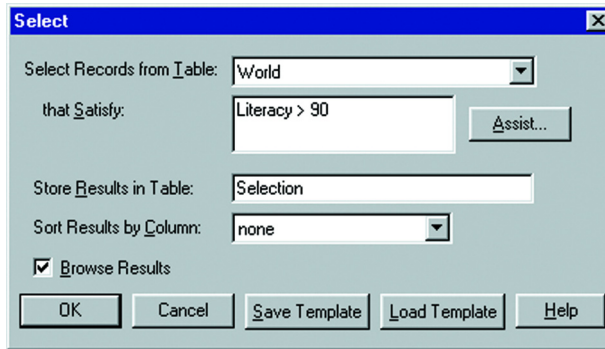 Select
Select Records from Table: World
that Satisfy: Literacy > 90
Assist...
Store Results in Table: Selection
Sort Results by Column: none
Browse Results
OK Cancel Save Template Load Template Help